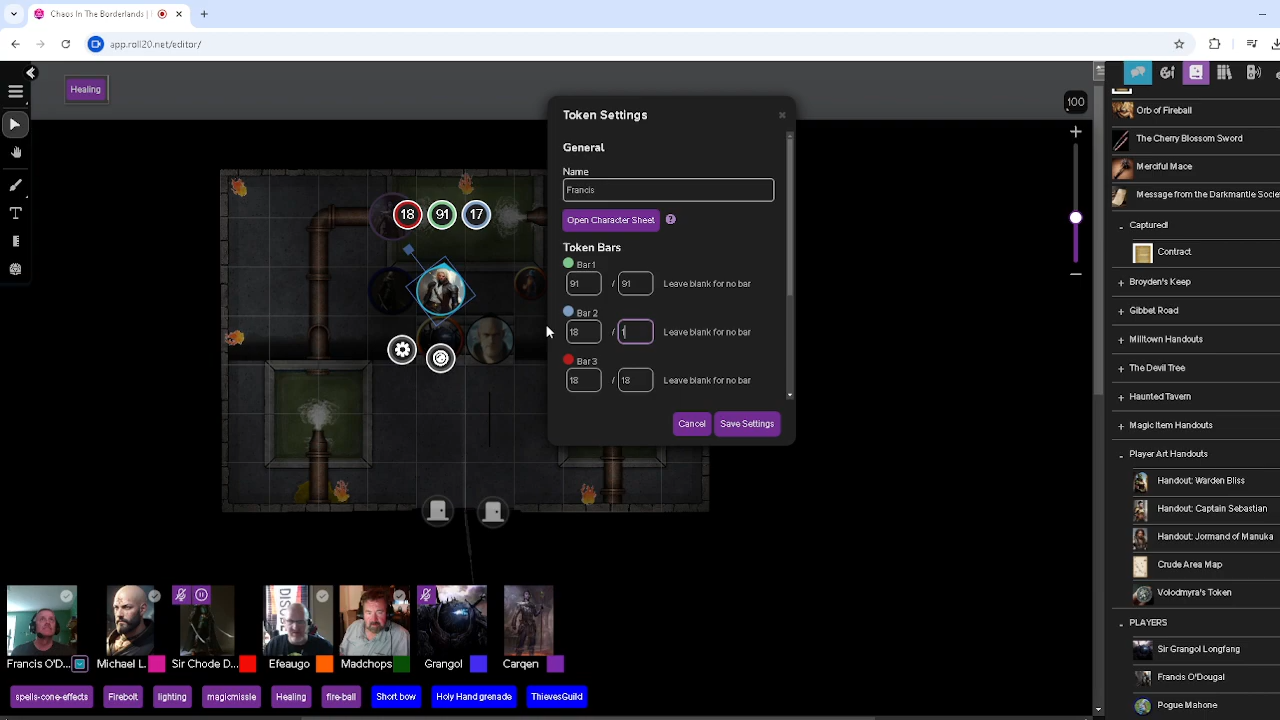 Chaos In The Borderlands |
app.roll20.net/editor/
Healing
100
18
91
17
Token Settings
General
Name
Francis
Open Character Sheet
?
Token Bars
Bar 1
91 / 91 Leave blank for no bar
Bar 2
18 / 1 Leave blank for no bar
Bar 3
18 / 18 Leave blank for no bar
Cancel
Save Settings
Orb of Fireball
The Cherry Blossom Sword
Merciful Mace
Message from the Darkmantle Socie
- Captured
Contract
+ Broyden's Keep
+ Gibbet Road
+ Milltown Handouts
+ The Devil Tree
+ Haunted Tavern
+ Magic Item Handouts
- Player Art Handouts
Handout: Warden Bliss
Handout: Captain Sebastian
Handout: Jormand of Manuka
Crude Area Map
Volodmyra's Token
- PLAYERS
Sir Grangol Longfang
Francis O'Dougal
Pogue Mahone
Francis O'D...
Michael L.
Sir Chode D...
Efeaugo
Madchops
Grangol
Carqen
spells-cone-effects
Firebolt
lighting
magicmissle
Healing
fire-ball
Short bow
Holy Hand grenade
ThievesGuild